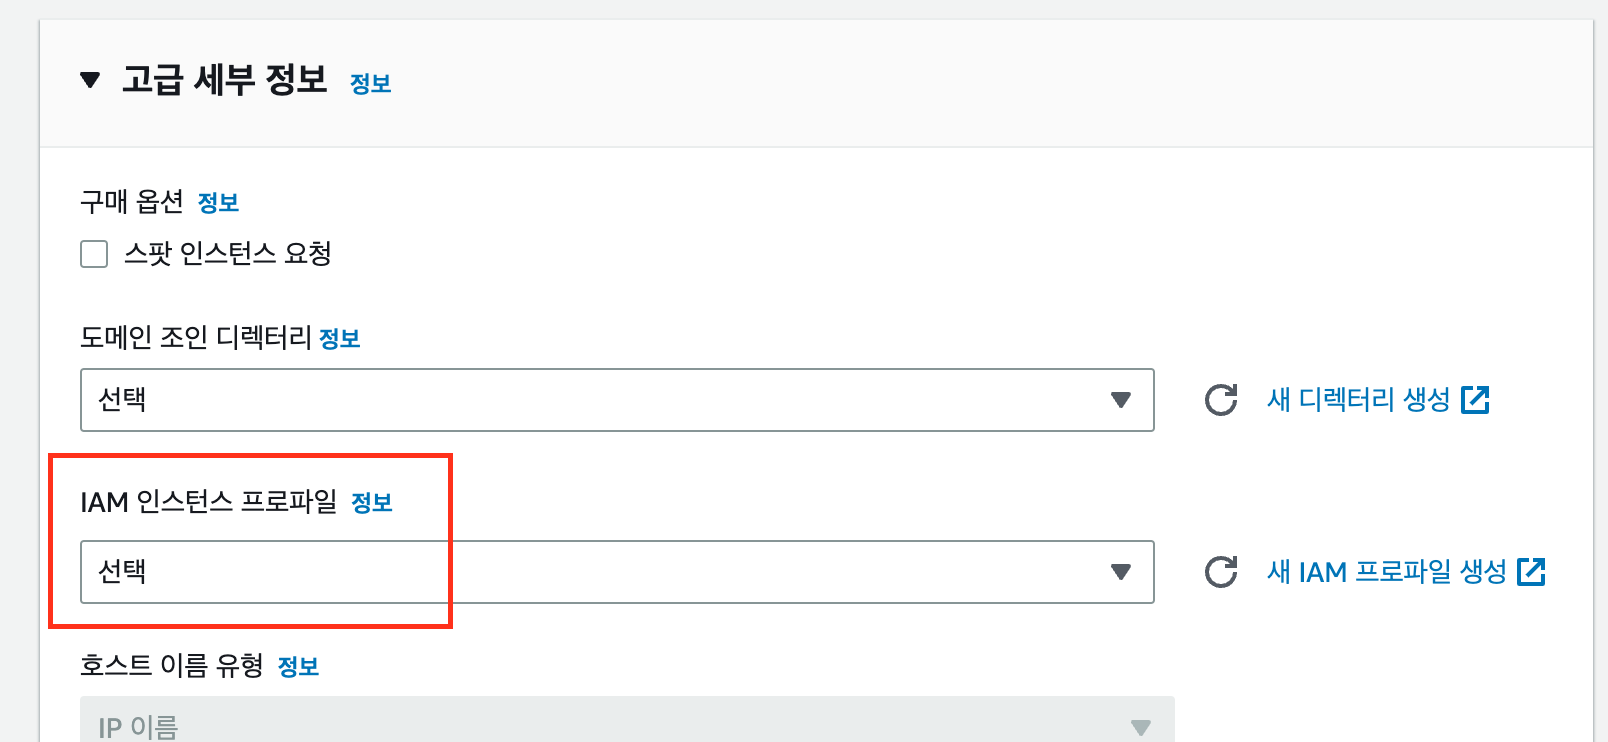 고급 세부 정보 정보
구매 옵션 정보
스팟 인스턴스 요청
도메인 조인 디렉터리 정보
선택 새 디렉터리 생성
IAM 인스턴스 프로파일 정보
선택 새 IAM 프로파일 생성
호스트 이름 유형 정보
IP 이름